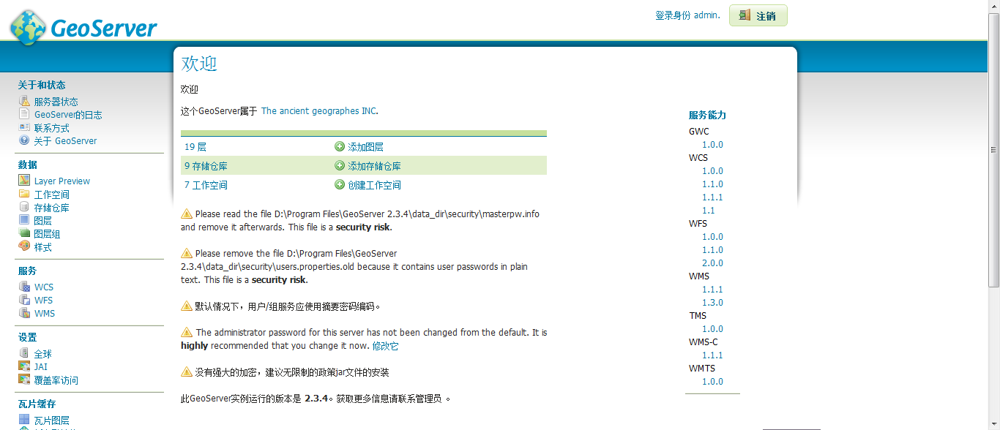 GeoServer
登录身份 admin.
注销
关于和状态
服务器状态
GeoServer的日志
联系方式
关于 GeoServer
数据
Layer Preview
工作空间
存储仓库
图层
图层组
样式
服务
WCS
WFS
WMS
设置
全球
JAI
覆盖率访问
瓦片缓存
瓦片图层
欢迎
欢迎
这个GeoServer属于 The ancient geographes INC.
19 层 添加图层
9 存储仓库 添加存储仓库
7 工作空间 创建工作空间
Please read the file D:\Program Files\GeoServer 2.3.4\data_dir\security\masterpw.info
and remove it afterwards. This file is a security risk.
Please remove the file D:\Program Files\GeoServer
2.3.4\data_dir\security\users.properties.old because it contains user passwords in plain
text. This file is a security risk.
默认情况下，用户/组服务应使用摘要密码编码。
The administrator password for this server has not been changed from the default. It is
highly recommended that you change it now. 修改它
没有强大的加密，建议无限制的政策jar文件的安装
此GeoServer实例运行的版本是 2.3.4。获取更多信息请联系管理员 。
服务能力
GWC
1.0.0
WCS
1.0.0
1.1.0
1.1.1
1.1
WFS
1.0.0
1.1.0
2.0.0
WMS
1.1.1
1.3.0
TMS
1.0.0
WMS-C
1.1.1
WMTS
1.0.0